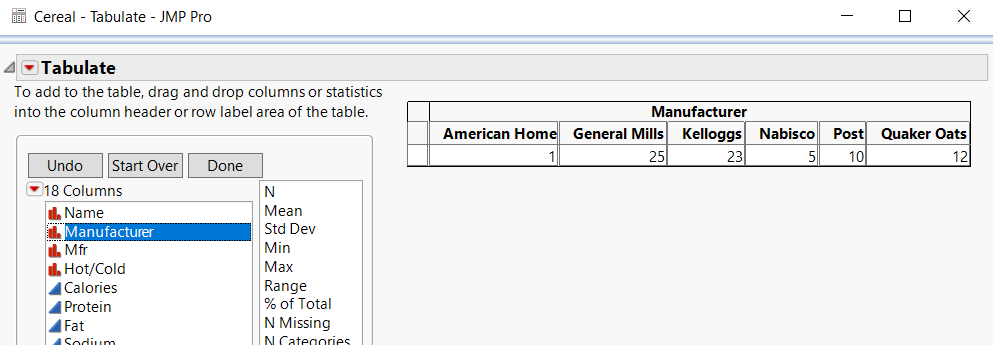 Cereal - Tabulate - JMP Pro
Tabulate
To add to the table, drag and drop columns or statistics
into the column header or row label area of the table.
Undo Start Over Done
18 Columns
Name
Manufacturer
Mfr
Hot/Cold
Calories
Protein
Fat
Sodium
N
Mean
Std Dev
Min
Max
Range
% of Total
N Missing
N Categories
Manufacturer
American Home General Mills Kelloggs Nabisco Post Quaker Oats
1 25 23 5 10 12